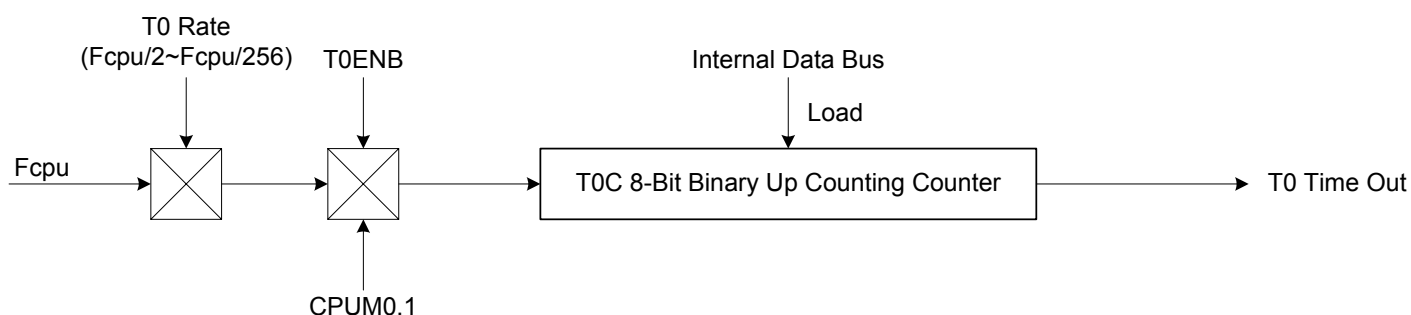 T0 Rate
(Fcpu/2~Fcpu/256)
T0ENB
Internal Data Bus
Load
Fcpu
T0C 8-Bit Binary Up Counting Counter
T0 Time Out
CPUM0.1